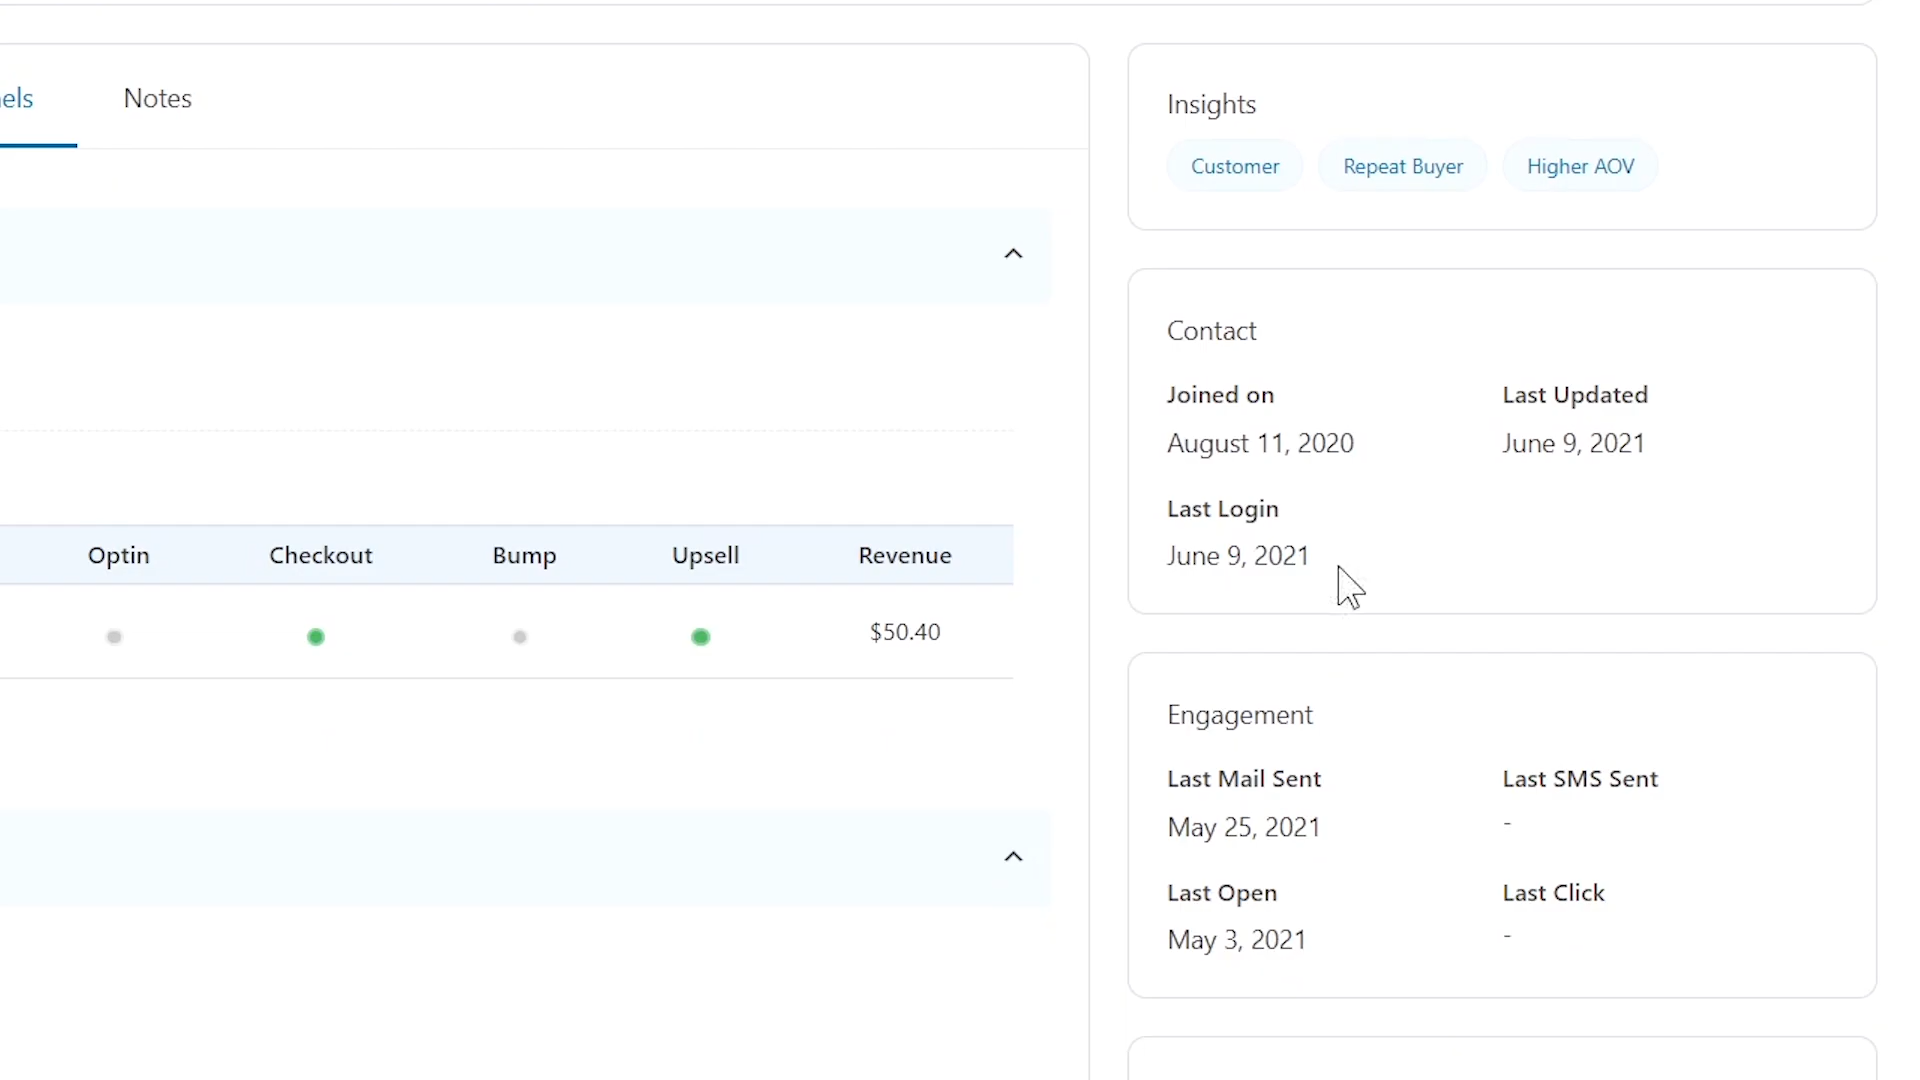 els
Notes
Optin Checkout Bump Upsell Revenue
$50.40
Insights
Customer Repeat Buyer Higher AOV
Contact
Joined on Last Updated
August 11, 2020 June 9, 2021
Last Login
June 9, 2021
Engagement
Last Mail Sent Last SMS Sent
May 25, 2021 -
Last Open Last Click
May 3, 2021 -